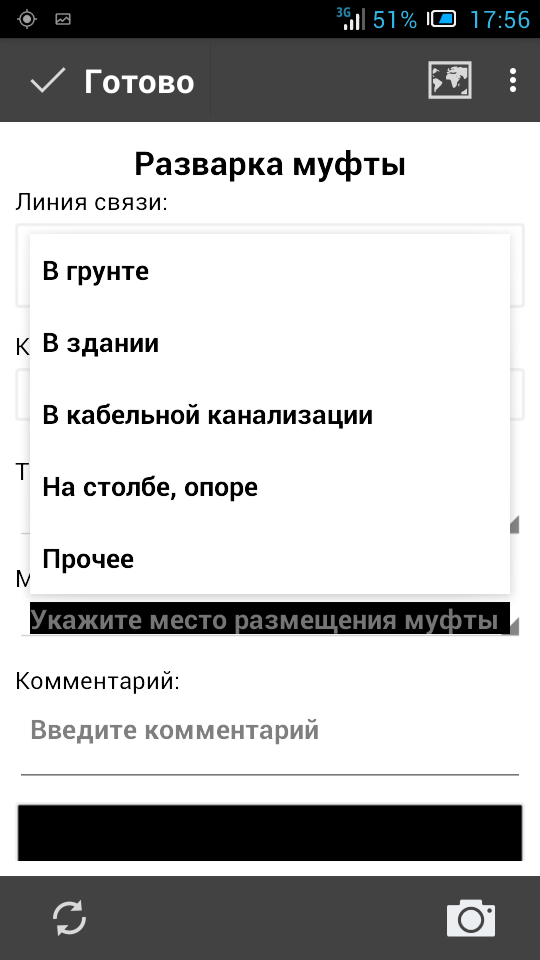 3G 51% 17:56
Готово
Разварка муфты
Линия связи:
В грунте
К
В здании
В кабельной канализации
Т
На столбе, опоре
Прочее
М
Укажите место размещения муфты
Комментарий:
Введите комментарий